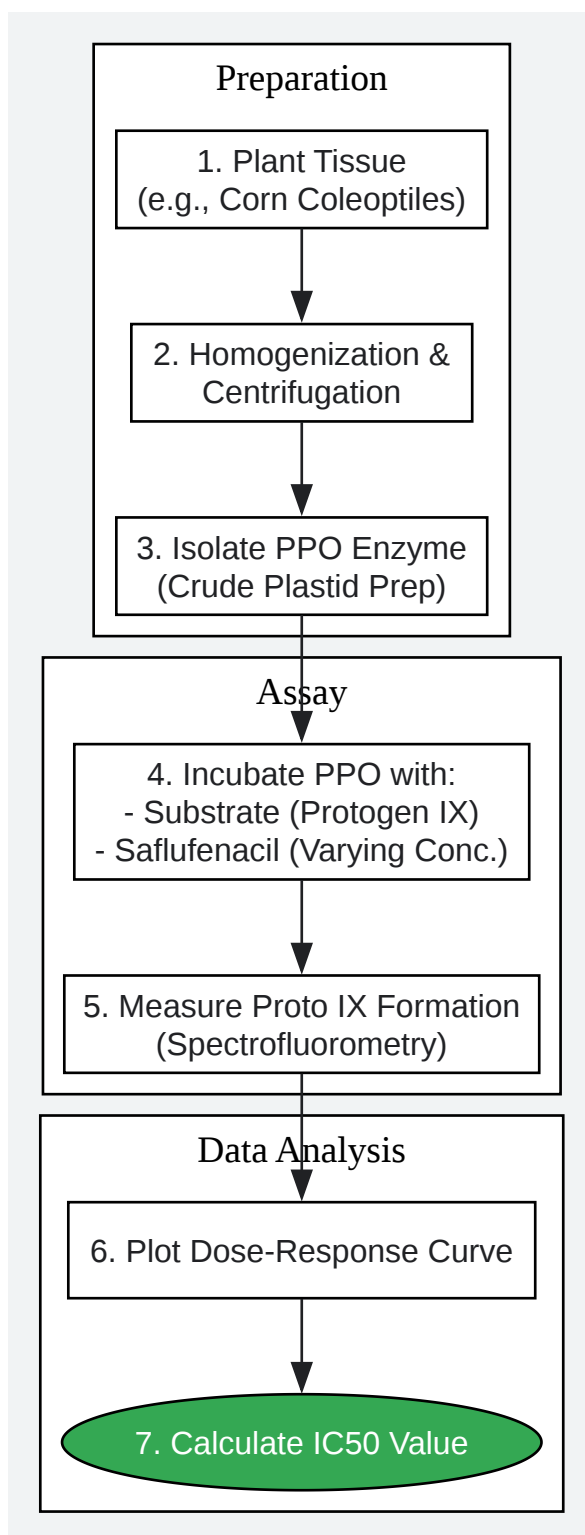 Preparation
1. Plant Tissue
(e.g., Corn Coleoptiles)
2. Homogenization &
Centrifugation
3. Isolate PPO Enzyme
(Crude Plastid Prep)
Assay
4. Incubate PPO with:
- Substrate (Protogen IX)
- Saflufenacil (Varying Conc.)
5. Measure Proto IX Formation
(Spectrofluorometry)
Data Analysis
6. Plot Dose-Response Curve
7. Calculate IC50 Value